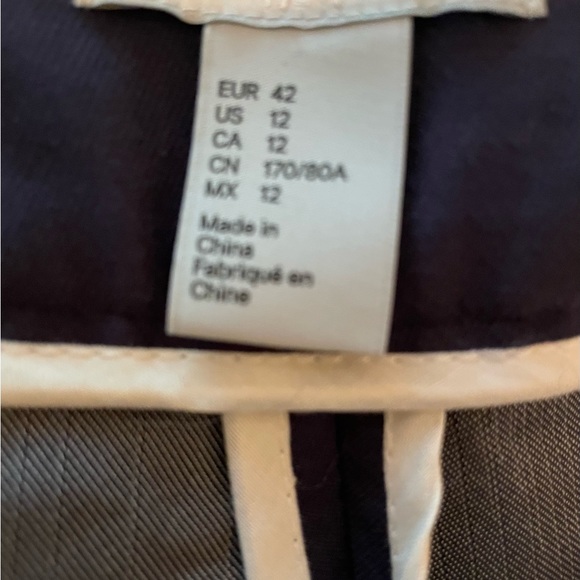 EUR 42
US 12
CA 12
CN 170/80A
MX 12
Made in
China
Fabriqué en
Chine